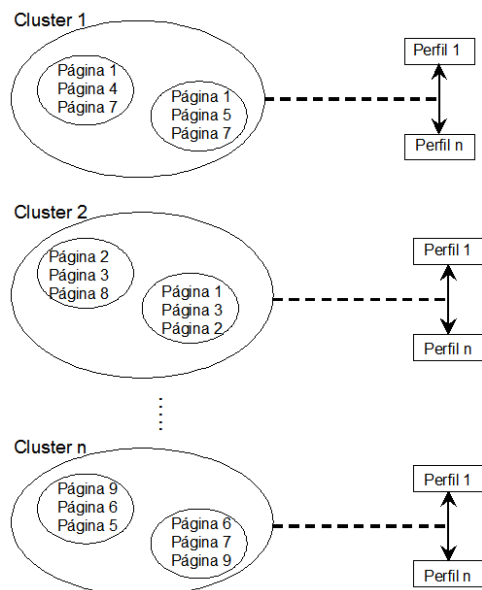 Cluster 1
Página 1
Página 4
Página 7
Página 1
Página 5
Página 7
Perfil 1
Perfil n
Cluster 2
Página 2
Página 3
Página 8
Página 1
Página 3
Página 2
Perfil 1
Perfil n
Cluster n
Página 9
Página 6
Página 5
Página 6
Página 7
Página 9
Perfil 1
Perfil n